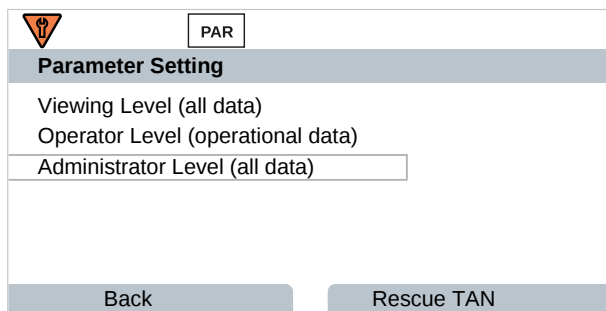 PAR
Parameter Setting
Viewing Level (all data)
Operator Level (operational data)
Administrator Level (all data)
Back Rescue TAN